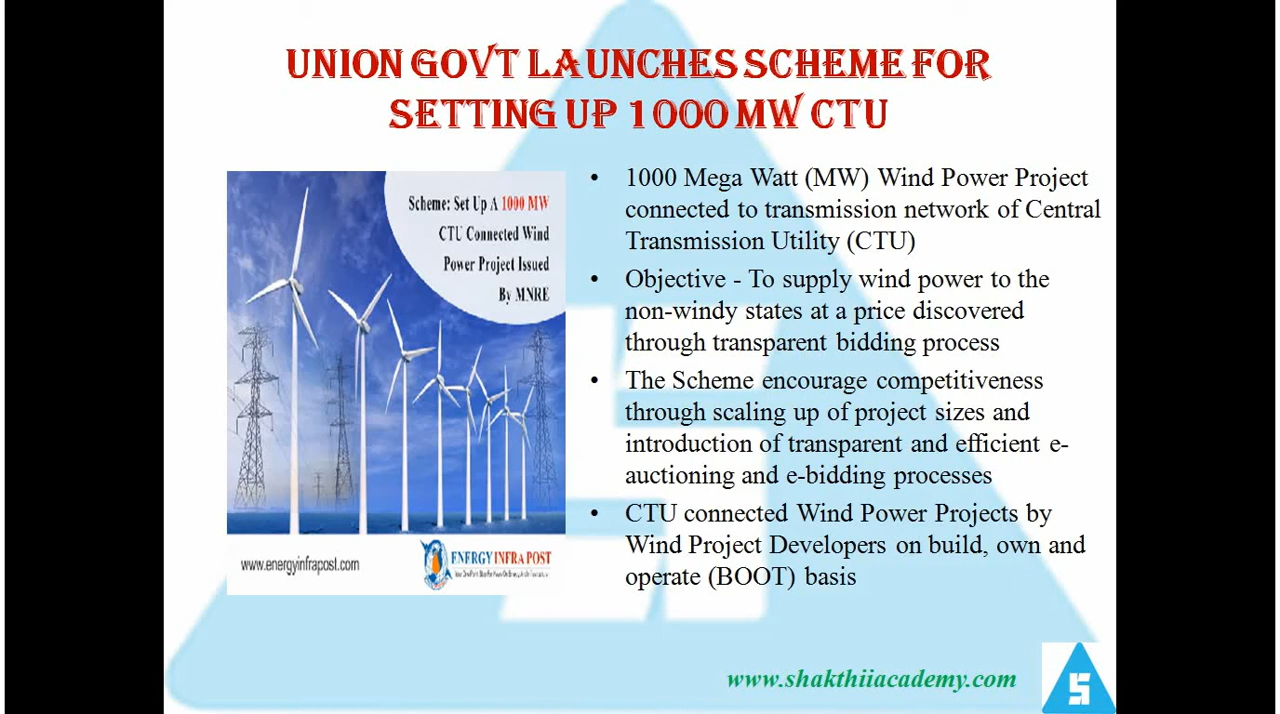 UNION GOVT LAUNCHES SCHEME FOR
SETTING UP 1000 MW CTU
Scheme: Set Up A 1000 MW
CTU Connected Wind
Power Project Issued
By MNRE
www.energyinfrapost.com
ENERGY INFRA POST
• 1000 Mega Watt (MW) Wind Power Project
connected to transmission network of Central
Transmission Utility (CTU)
• Objective - To supply wind power to the
non-windy states at a price discovered
through transparent bidding process
• The Scheme encourage competitiveness
through scaling up of project sizes and
introduction of transparent and efficient e-
auctioning and e-bidding processes
• CTU connected Wind Power Projects by
Wind Project Developers on build, own and
operate (BOOT) basis
www.shakthiiacademy.com
S